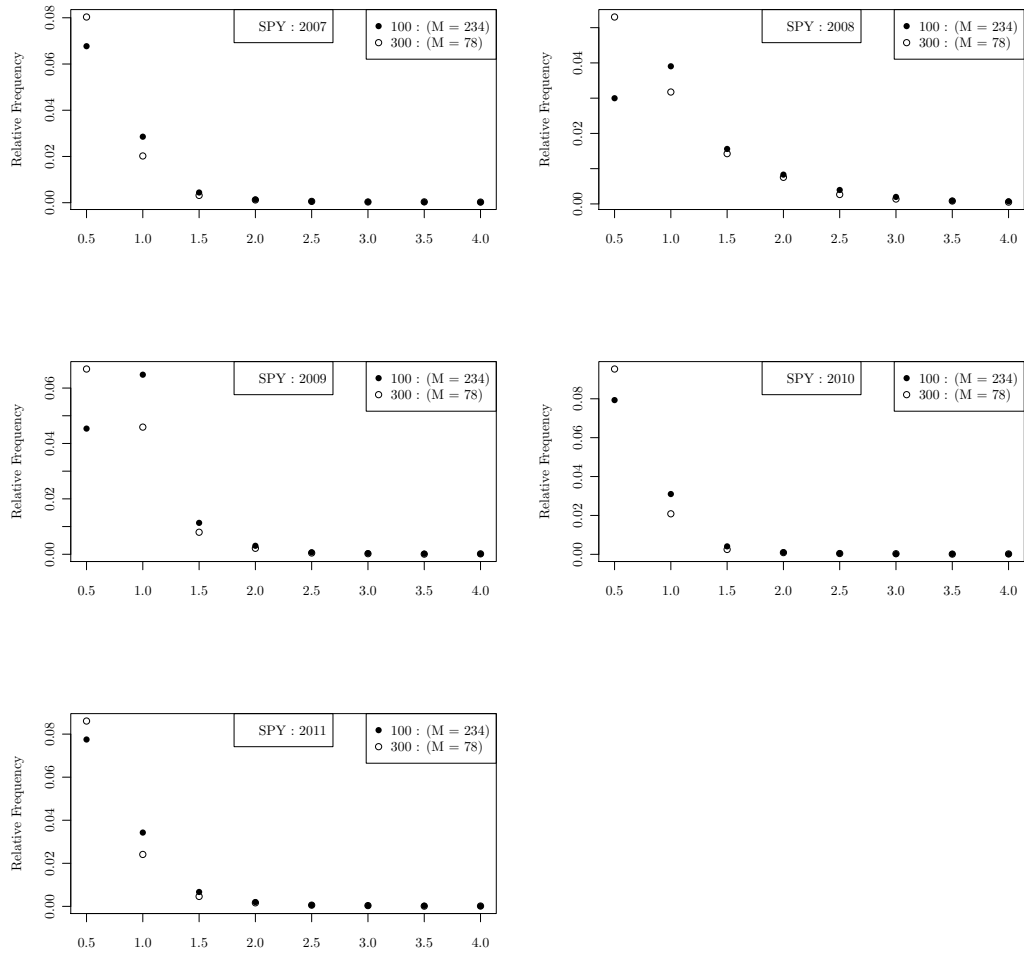 SPY : 2007
100 : (M = 234)
300 : (M = 78)
Relative Frequency
0.08
0.06
0.04
0.02
0.00
0.5 1.0 1.5 2.0 2.5 3.0 3.5 4.0
SPY : 2008
100 : (M = 234)
300 : (M = 78)
Relative Frequency
0.04
0.02
0.00
0.5 1.0 1.5 2.0 2.5 3.0 3.5 4.0
SPY : 2009
100 : (M = 234)
300 : (M = 78)
Relative Frequency
0.06
0.04
0.02
0.00
0.5 1.0 1.5 2.0 2.5 3.0 3.5 4.0
SPY : 2010
100 : (M = 234)
300 : (M = 78)
Relative Frequency
0.08
0.06
0.04
0.02
0.00
0.5 1.0 1.5 2.0 2.5 3.0 3.5 4.0
SPY : 2011
100 : (M = 234)
300 : (M = 78)
Relative Frequency
0.08
0.06
0.04
0.02
0.00
0.5 1.0 1.5 2.0 2.5 3.0 3.5 4.0